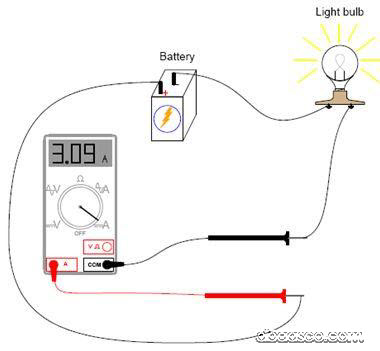 Light bulb
Battery
+
-
3.09 A
V
Ω
A
V
A
OFF
V Ω
A
COM